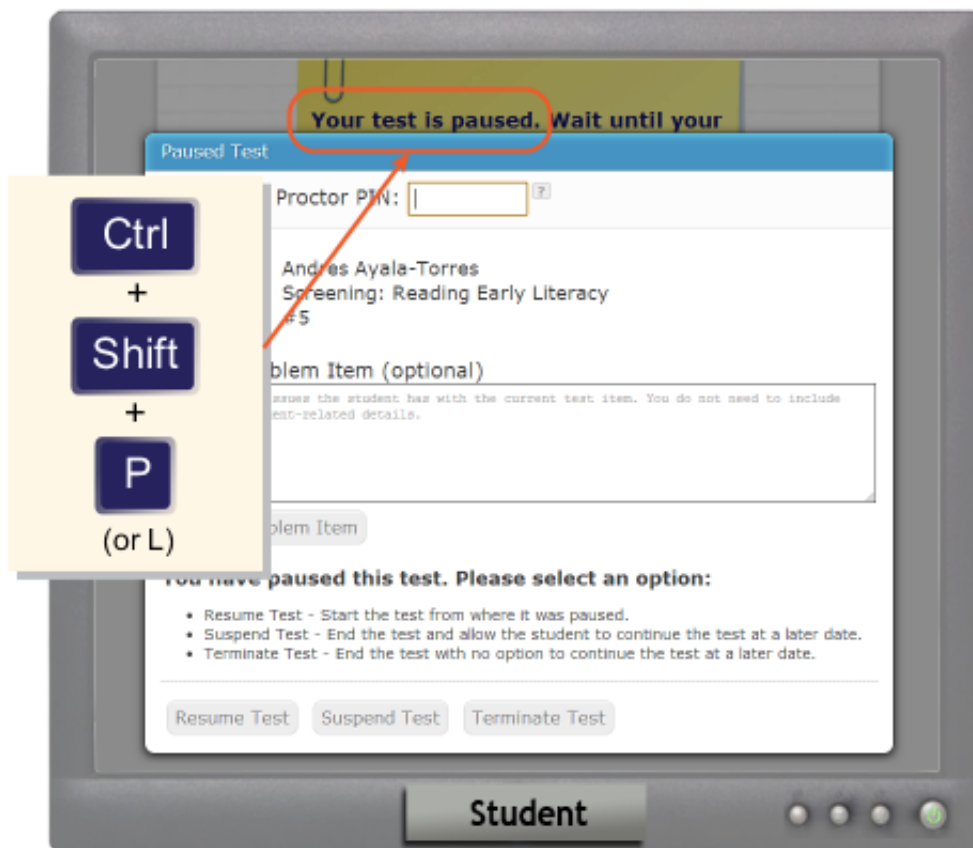 Your test is paused. Wait until your
Paused Test
Proctor PIN:
?
Ctrl
+
Shift
+
P
(or L)
Andres Ayala-Torres
Screening: Reading Early Literacy
#5
blem Item (optional)
ssues the student has with the current test item. You do not need to include
ent-related details.
blem Item
You have paused this test. Please select an option:
• Resume Test - Start the test from where it was paused.
• Suspend Test - End the test and allow the student to continue the test at a later date.
• Terminate Test - End the test with no option to continue the test at a later date.
Resume Test Suspend Test Terminate Test
Student